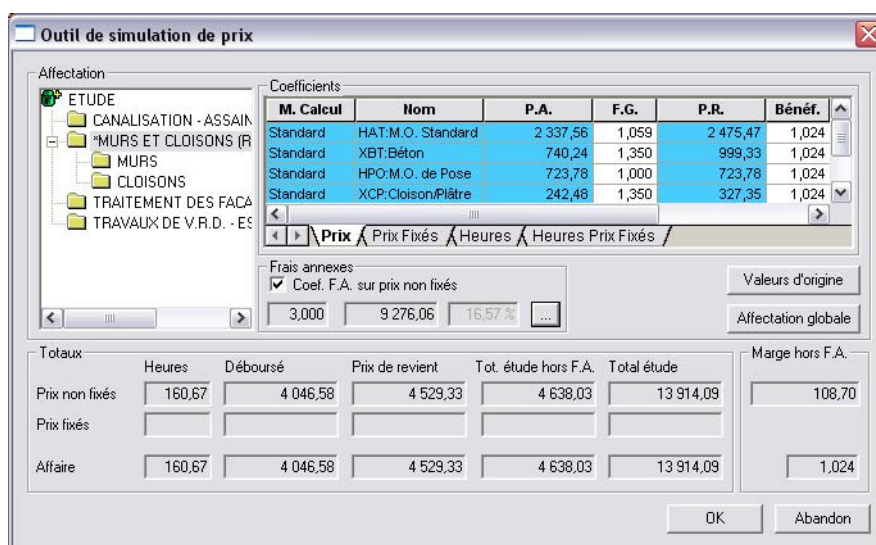 Outil de simulation de prix
Affectation
ETUDE
CANALISATION - ASSAIN
*MURS ET CLOISONS (R
MURS
CLOISONS
TRAITEMENT DES FACA
TRAVAUX DE V.R.D. - ES
Coefficients
M. Calcul Nom P.A. F.G. P.R. Bénéf.
Standard HAT:M.O. Standard 2 337,56 1,059 2 475,47 1,024
Standard XBT:Béton 740,24 1,350 999,33 1,024
Standard HPO:M.O. de Pose 723,78 1,000 723,78 1,024
Standard XCP:Cloison/Plâtre 242,48 1,350 327,35 1,024
Prix Prix Fixés Heures Heures Prix Fixés
Frais annexes
Coef. F.A. sur prix non fixés
3,000 9 276,06 16,57 % ...
Valeurs d'origine
Affectation globale
Totaux
Heures Déboursé Prix de revient Tot. étude hors F.A. Total étude
Prix non fixés 160,67 4 046,58 4 529,33 4 638,03 13 914,09
Prix fixés
Affaire 160,67 4 046,58 4 529,33 4 638,03 13 914,09
Marge hors F.A.
108,70
1,024
OK Abandon